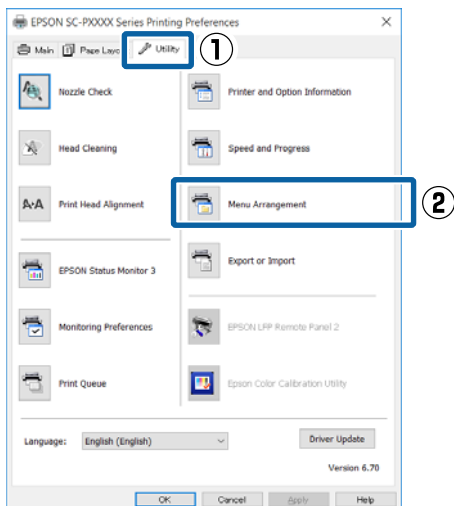 EPSON SC-PXXXX Series Printing Preferences
Main Page Layout Utility ①
Nozzle Check Printer and Option Information
Head Cleaning Speed and Progress
A·A Print Head Alignment Menu Arrangement ②
EPSON Status Monitor 3 Export or Import
Monitoring Preferences EPSON LFP Remote Panel 2
Print Queue Epson Color Calibration Utility
Language: English (English) Driver Update
Version 6.70
OK Cancel Apply Help